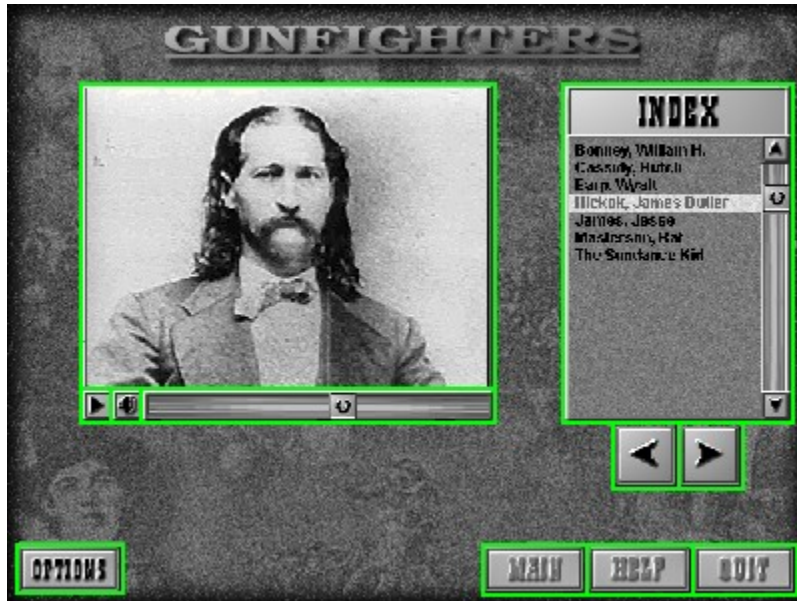 GUNFIGHTERS
INDEX
Bonney, William H.
Cassidy, Butch
Earp, Wyatt
Hickok, James Butler
James, Jesse
Masterson, Bat
The Sundance Kid
OPTIONS
MAIN
HELP
QUIT